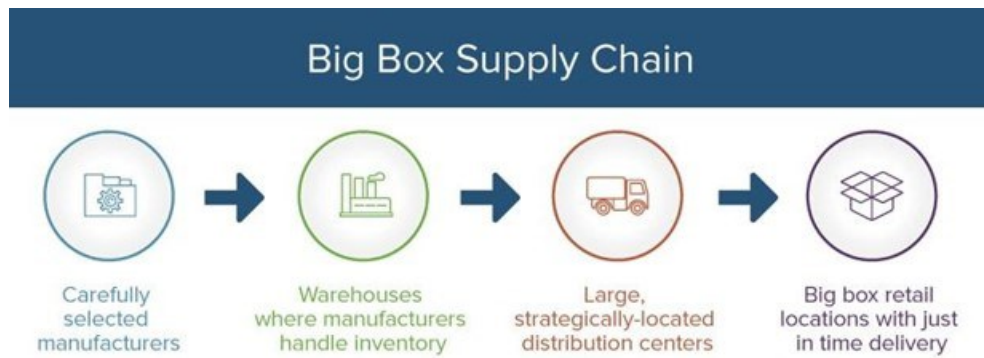 Big Box Supply Chain
Carefully
selected
manufacturers
Warehouses
where manufacturers
handle inventory
Large,
strategically-located
distribution centers
Big box retail
locations with just
in time delivery